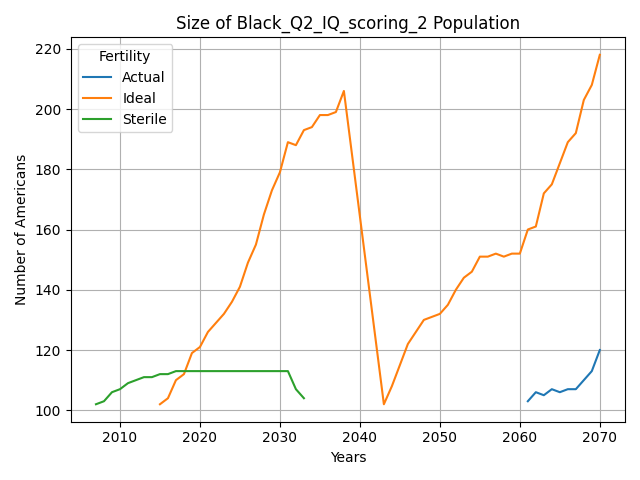 Size of Black_Q2_IQ_scoring_2 Population
Number of Americans
220
200
180
160
140
120
100
Fertility
Actual
Ideal
Sterile
2010 2020 2030 2040 2050 2060 2070
Years